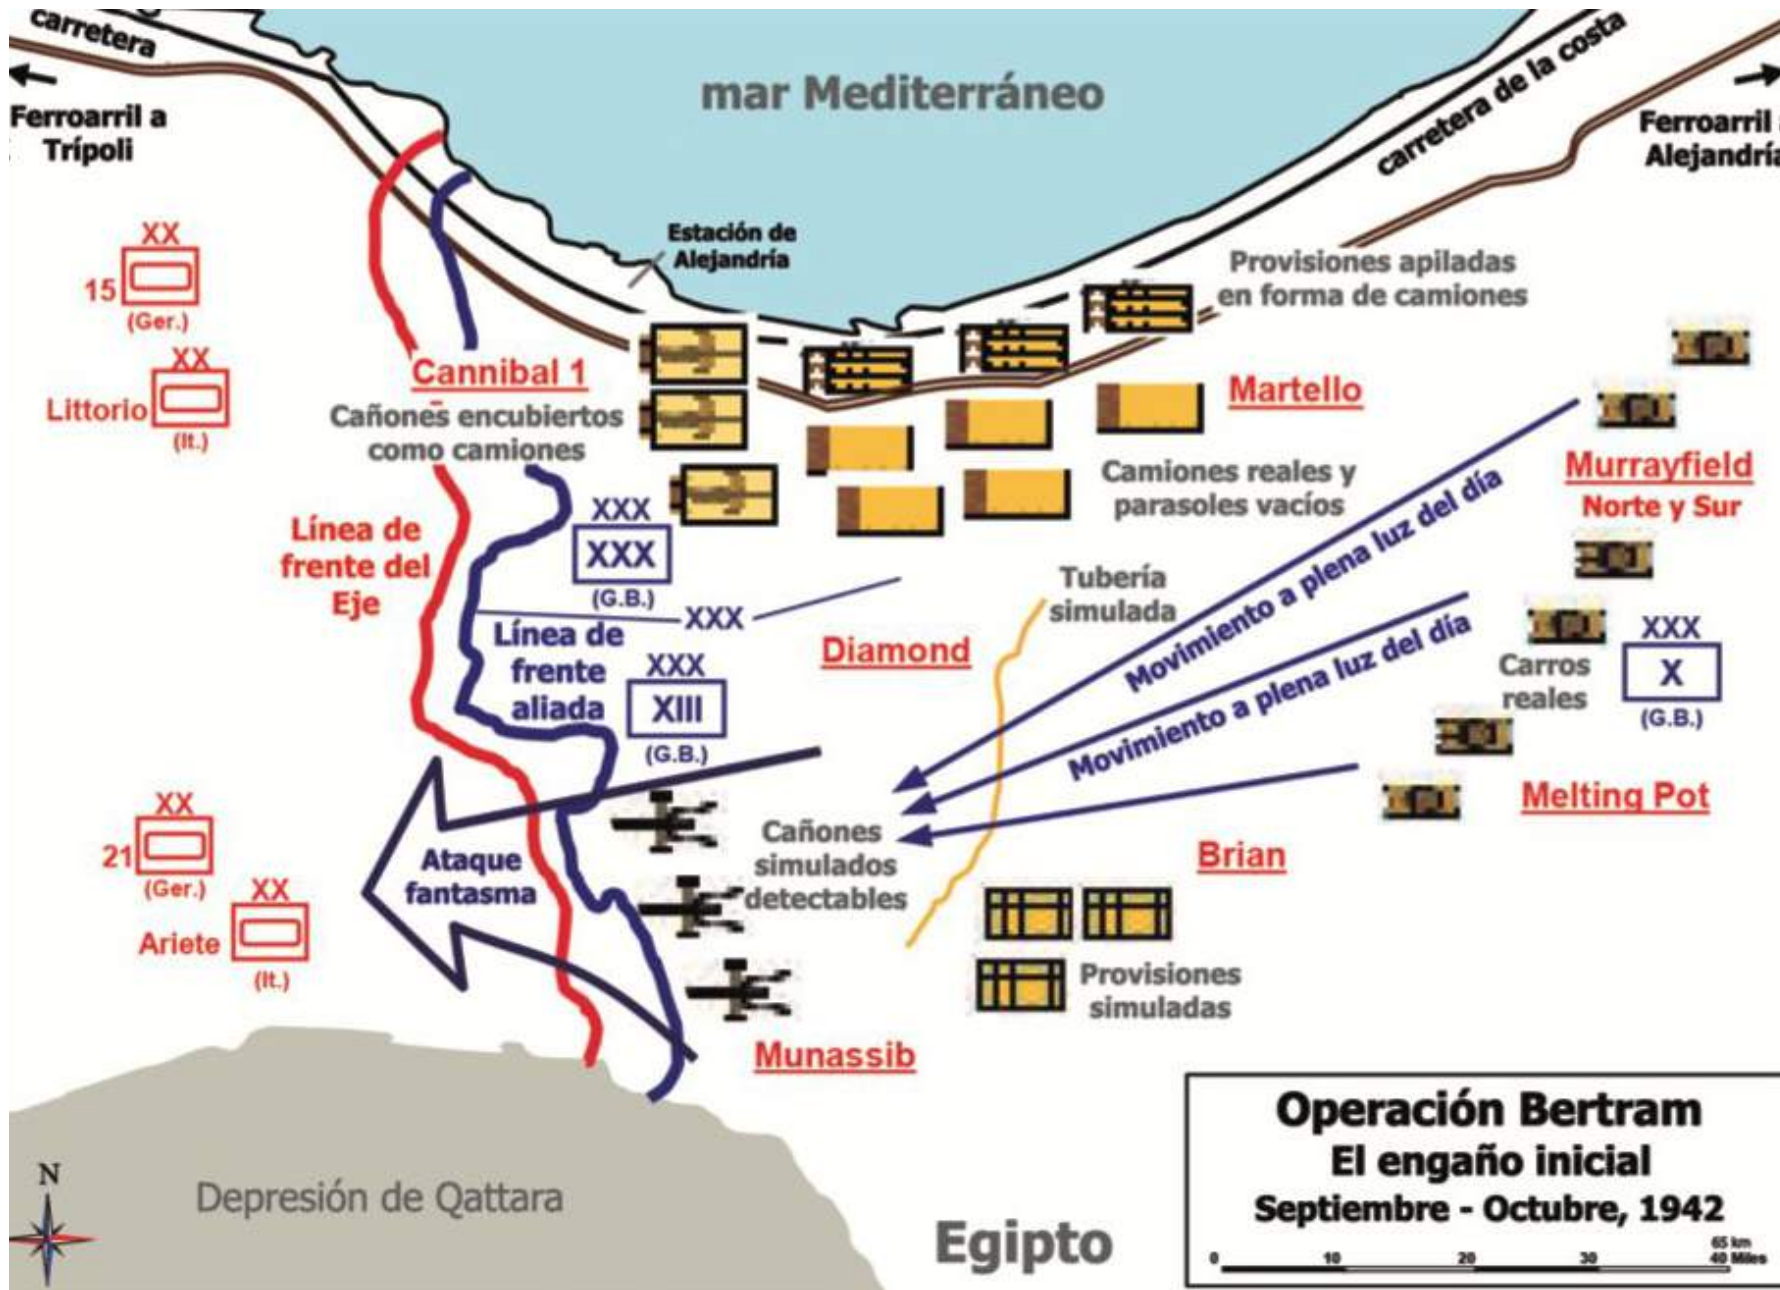 carretera
mar Mediterráneo
carretera de la costa
Ferroarril a
Trípoli
Ferroarril a
Alejandría
Estación de
Alejandría
Provisiones apiladas
en forma de camiones
XX
15
(Ger.)
XX
Littorio
(It.)
Cannibal 1
Cañones encubiertos
como camiones
Martello
Camiones reales y
parasoles vacíos
Murrayfield
Norte y Sur
Línea de
frente del
Eje
XXX
XXX
(G.B.)
XXX
Línea de
frente
aliada
XXX
XIII
(G.B.)
Diamond
Tubería
simulada
Movimiento a plena luz del día
Movimiento a plena luz del día
Carros
reales
XXX
X
(G.B.)
Melting Pot
XX
21
(Ger.)
XX
Ariete
(It.)
Ataque
fantasma
Cañones
simulados
detectables
Brian
Provisiones
simuladas
Munassib
N
Depresión de Qattara
Egipto
Operación Bertram
El engaño inicial
Septiembre - Octubre, 1942
65 km
0 10 20 30 40 Miles